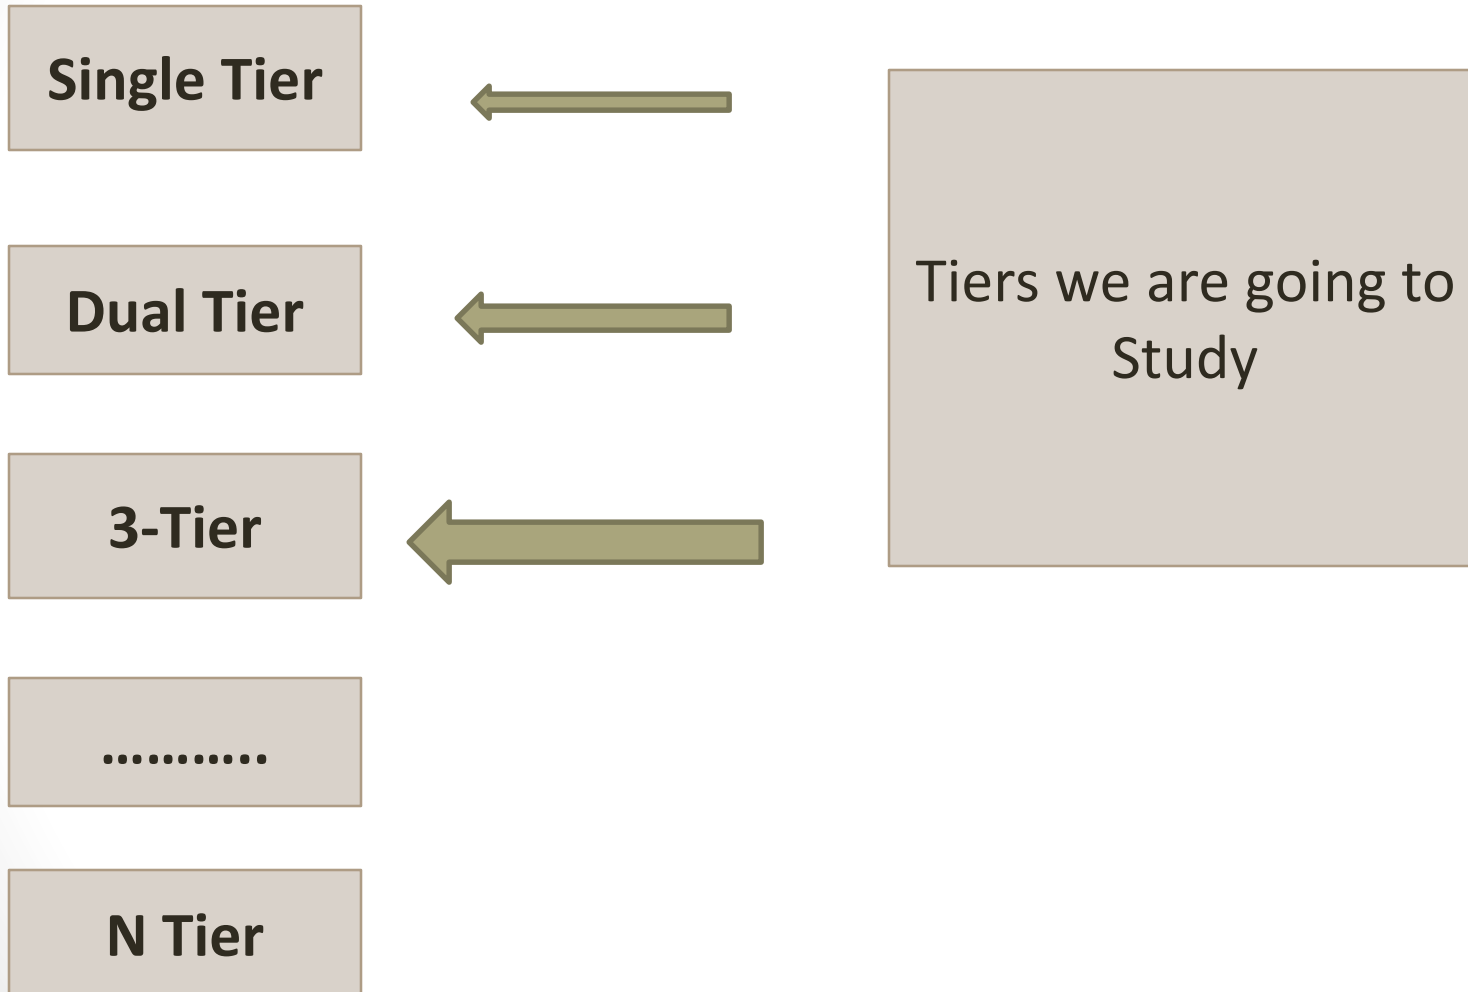 Single Tier
Dual Tier
3-Tier
...........
N Tier
Tiers we are going to
Study